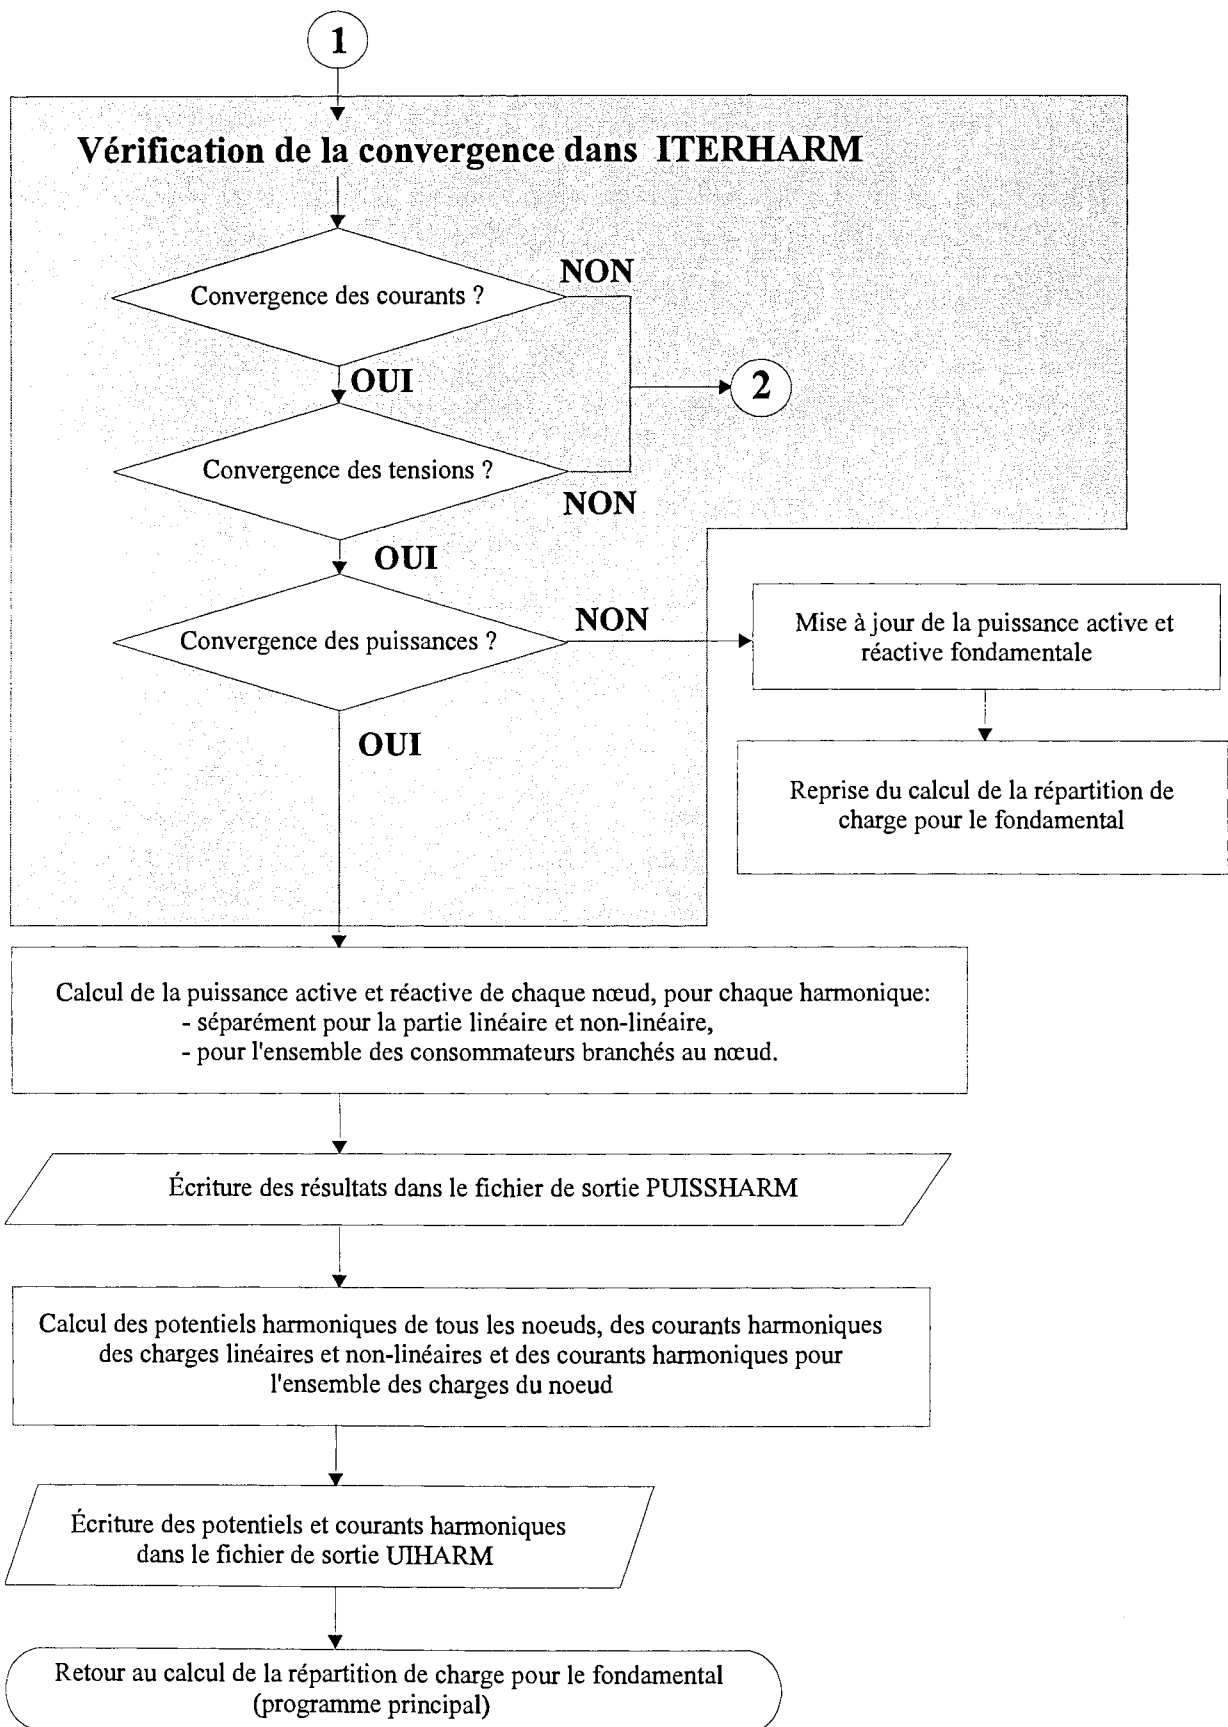 1
Vérification de la convergence dans ITERHARM
NON
Convergence des courants ?
OUI
2
Convergence des tensions ?
NON
OUI
Convergence des puissances ?
NON
Mise à jour de la puissance active et
réactive fondamentale
OUI
Reprise du calcul de la répartition de
charge pour le fondamental
Calcul de la puissance active et réactive de chaque nœud, pour chaque harmonique:
- séparément pour la partie linéaire et non-linéaire,
- pour l'ensemble des consommateurs branchés au nœud.
Écriture des résultats dans le fichier de sortie PUISSHARM
Calcul des potentiels harmoniques de tous les noeuds, des courants harmoniques
des charges linéaires et non-linéaires et des courants harmoniques pour
l'ensemble des charges du noeud
Écriture des potentiels et courants harmoniques
dans le fichier de sortie UIHARM
Retour au calcul de la répartition de charge pour le fondamental
(programme principal)